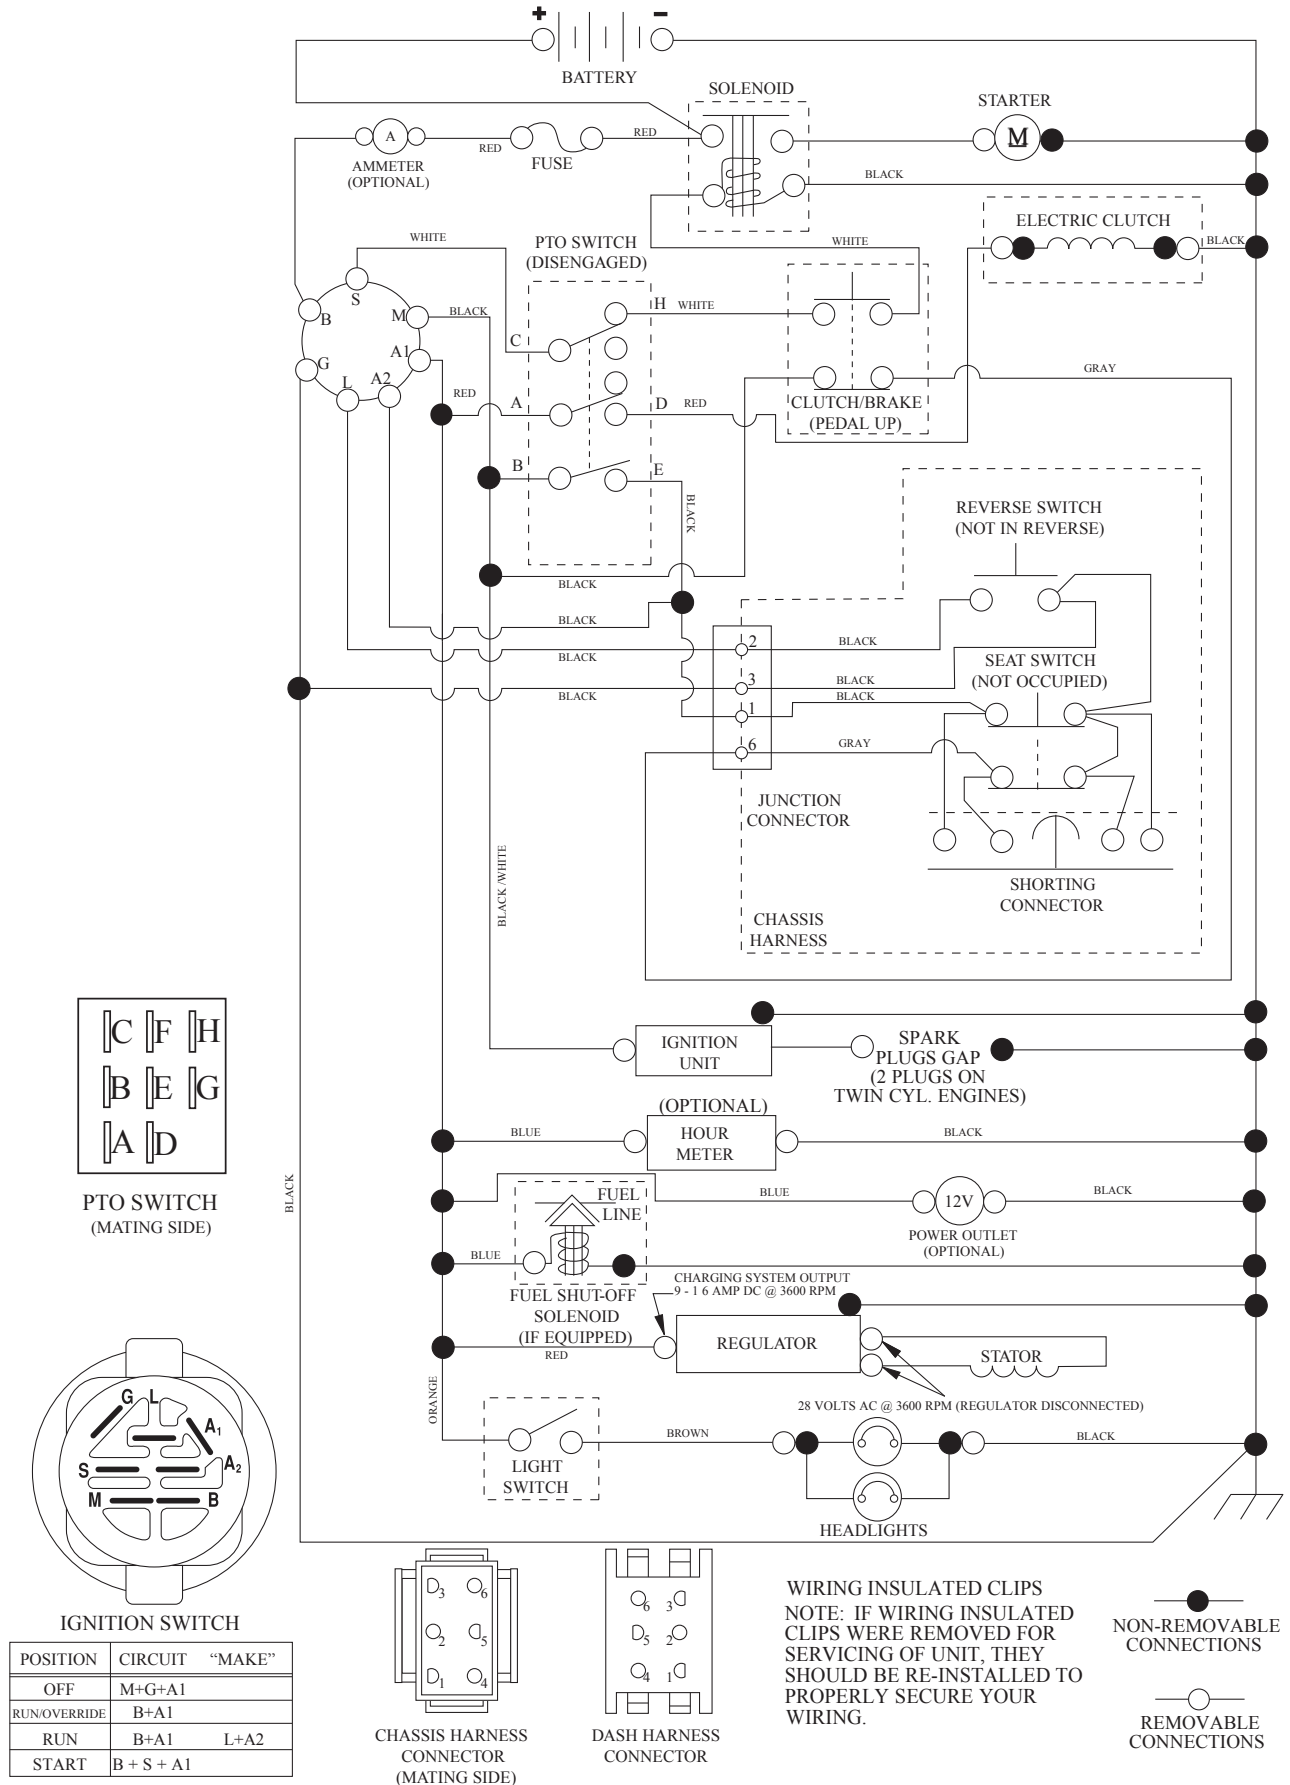 + −
BATTERY
SOLENOID
STARTER
M
A
RED
FUSE
RED
AMMETER
(OPTIONAL)
BLACK
ELECTRIC CLUTCH
BLACK
WHITE
PTO SWITCH
(DISENGAGED)
WHITE
S
B
M
BLACK
A1
G
L
A2
C
H WHITE
RED
A
D RED
GRAY
CLUTCH/BRAKE
(PEDAL UP)
B
E
BLACK
REVERSE SWITCH
(NOT IN REVERSE)
BLACK
BLACK
2
BLACK
BLACK
SEAT SWITCH
(NOT OCCUPIED)
3
BLACK
BLACK
1
BLACK
6
GRAY
JUNCTION
CONNECTOR
SHORTING
CONNECTOR
CHASSIS
HARNESS
BLACK /WHITE
C F H
B E G
A D
PTO SWITCH
(MATING SIDE)
BLACK
IGNITION
UNIT
SPARK
PLUGS GAP
(2 PLUGS ON
TWIN CYL. ENGINES)
(OPTIONAL)
BLUE
HOUR
METER
BLACK
FUEL
LINE
BLUE
12V
BLACK
POWER OUTLET
(OPTIONAL)
BLUE
FUEL SHUT-OFF
SOLENOID
(IF EQUIPPED)
CHARGING SYSTEM OUTPUT
9 - 1 6 AMP DC @ 3600 RPM
RED
REGULATOR
STATOR
28 VOLTS AC @ 3600 RPM (REGULATOR DISCONNECTED)
ORANGE
LIGHT
SWITCH
BROWN
BLACK
HEADLIGHTS
G L
A1
S
A2
M
B
IGNITION SWITCH
POSITION CIRCUIT “MAKE”
OFF M+G+A1
RUN/OVERRIDE B+A1
RUN B+A1 L+A2
START B + S + A1
3 6
2 5
1 4
CHASSIS HARNESS
CONNECTOR
(MATING SIDE)
6 3
5 2
4 1
DASH HARNESS
CONNECTOR
WIRING INSULATED CLIPS
NOTE: IF WIRING INSULATED
CLIPS WERE REMOVED FOR
SERVICING OF UNIT, THEY
SHOULD BE RE-INSTALLED TO
PROPERLY SECURE YOUR
WIRING.
NON-REMOVABLE
CONNECTIONS
REMOVABLE
CONNECTIONS